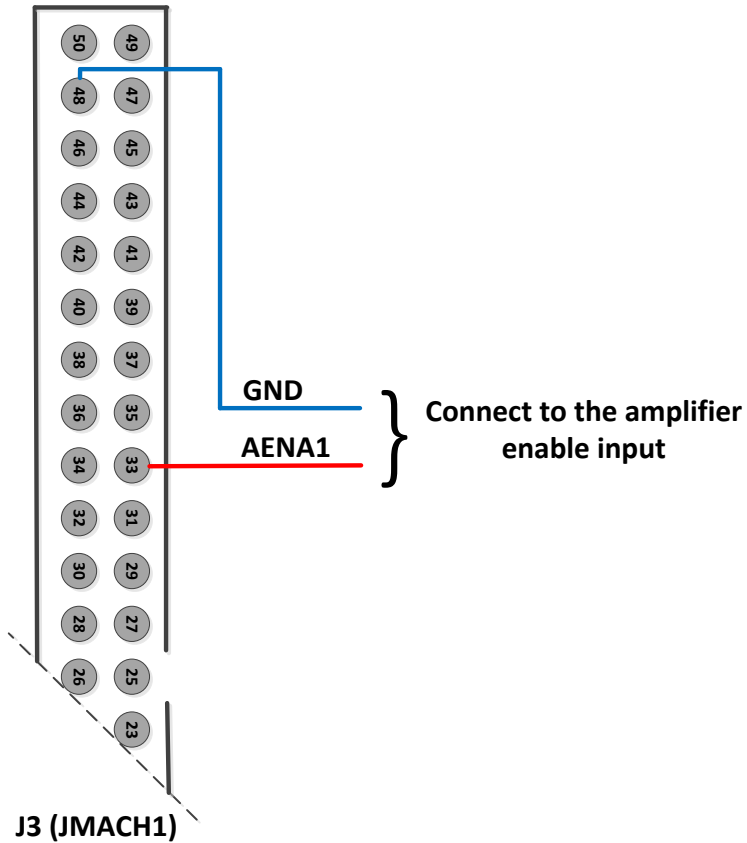 50 49
48 47
46 45
44 43
42 41
40 39
38 37
36 35
GND
Connect to the amplifier
enable input
AENA1
34 33
32 31
30 29
28 27
26 25
23
J3 (JMACH1)